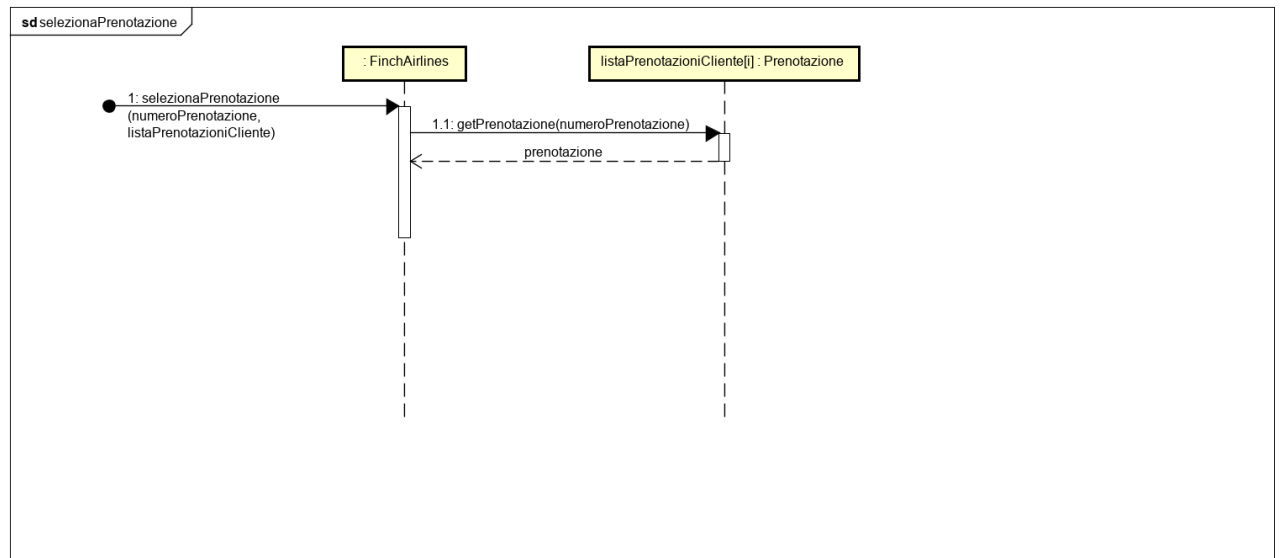 sd selezionaPrenotazione
: FinchAirlines
listaPrenotazioniCliente[i] : Prenotazione
1: selezionaPrenotazione
(numeroPrenotazione,
listaPrenotazioniCliente)
1.1: getPrenotazione(numeroPrenotazione)
prenotazione